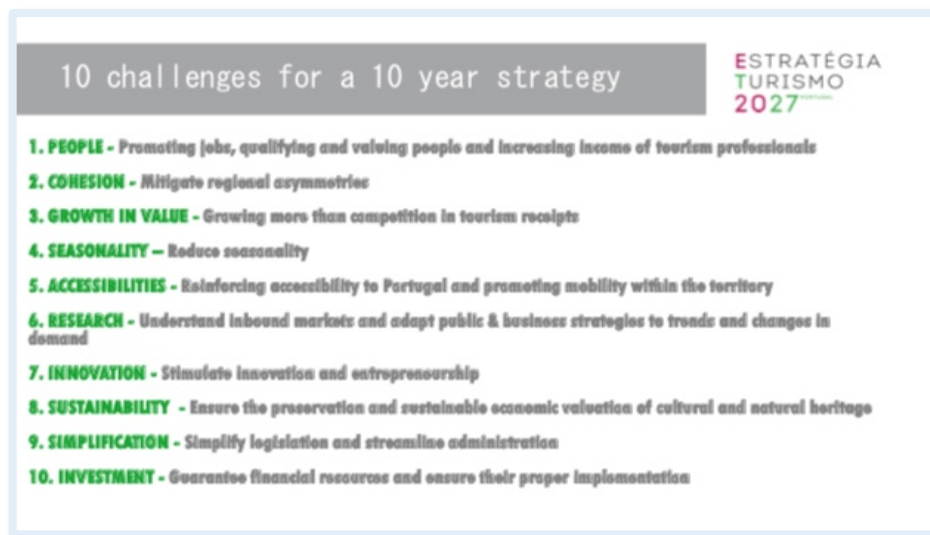 10 challenges for a 10 year strategy
ESTRATÉGIA
TURISMO
2027
1. PEOPLE - Promoting jobs, qualifying and valuing people and increasing income of tourism professionals
2. COHESION - Mitigate regional asymmetries
3. GROWTH IN VALUE - Growing more than competition in tourism receipts
4. SEASONALITY – Reduce seasonality
5. ACCESSIBILITIES - Reinforcing accessibility to Portugal and promoting mobility within the territory
6. RESEARCH - Understand inbound markets and adapt public & business strategies to trends and changes in
demand
7. INNOVATION - Stimulate innovation and entrepreneurship
8. SUSTAINABILITY - Ensure the preservation and sustainable economic valuation of cultural and natural heritage
9. SIMPLIFICATION - Simplify legislation and streamline administration
10. INVESTMENT - Guarantee financial resources and ensure their proper implementation